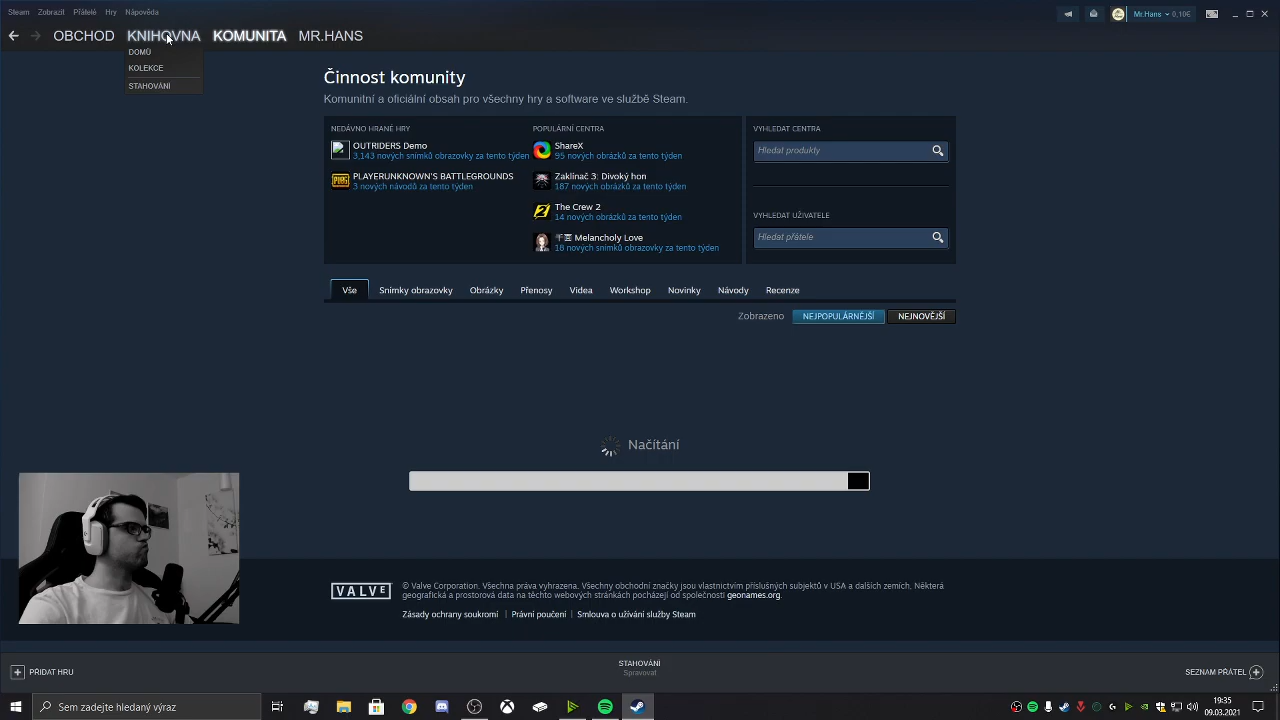 Steam Zobrazit Přátelé Hry Nápověda
Mr.Hans 0,10€
OBCHOD KNIHOVNA KOMUNITA MR.HANS
DOMŮ
KOLEKCE
STAHOVÁNÍ
Činnost komunity
Komunitní a oficiální obsah pro všechny hry a software ve službě Steam.
NEDÁVNO HRANÉ HRY
OUTRIDERS Demo
3,143 nových snímků obrazovky za tento týden
PLAYERUNKNOWN'S BATTLEGROUNDS
3 nových návodů za tento týden
POPULÁRNÍ CENTRA
ShareX
95 nových obrázků za tento týden
Zaklínač 3: Divoký hon
187 nových obrázků za tento týden
The Crew 2
14 nových obrázků za tento týden
Melancholy Love
18 nových snímků obrazovky za tento týden
VYHLEDAT CENTRA
Hledat produkty
VYHLEDAT UŽIVATELE
Hledat přátele
Vše Snímky obrazovky Obrázky Přenosy Videa Workshop Novinky Návody Recenze
Zobrazeno NEJPOPULÁRNĚJŠÍ NEJNOVĚJŠÍ
Načítání
VALVE
© Valve Corporation. Všechna práva vyhrazena. Všechny obchodní značky jsou vlastnictvím příslušných subjektů v USA a dalších zemích. Některá
geografická a prostorová data na těchto webových stránkách pocházejí od společnosti geonames.org.
Zásady ochrany soukromí | Právní poučení | Smlouva o užívání služby Steam
PŘIDAT HRU
STAHOVÁNÍ
Spravovat
SEZNAM PŘÁTEL
Sem zadejte hledaný výraz
19:35
09.03.2021